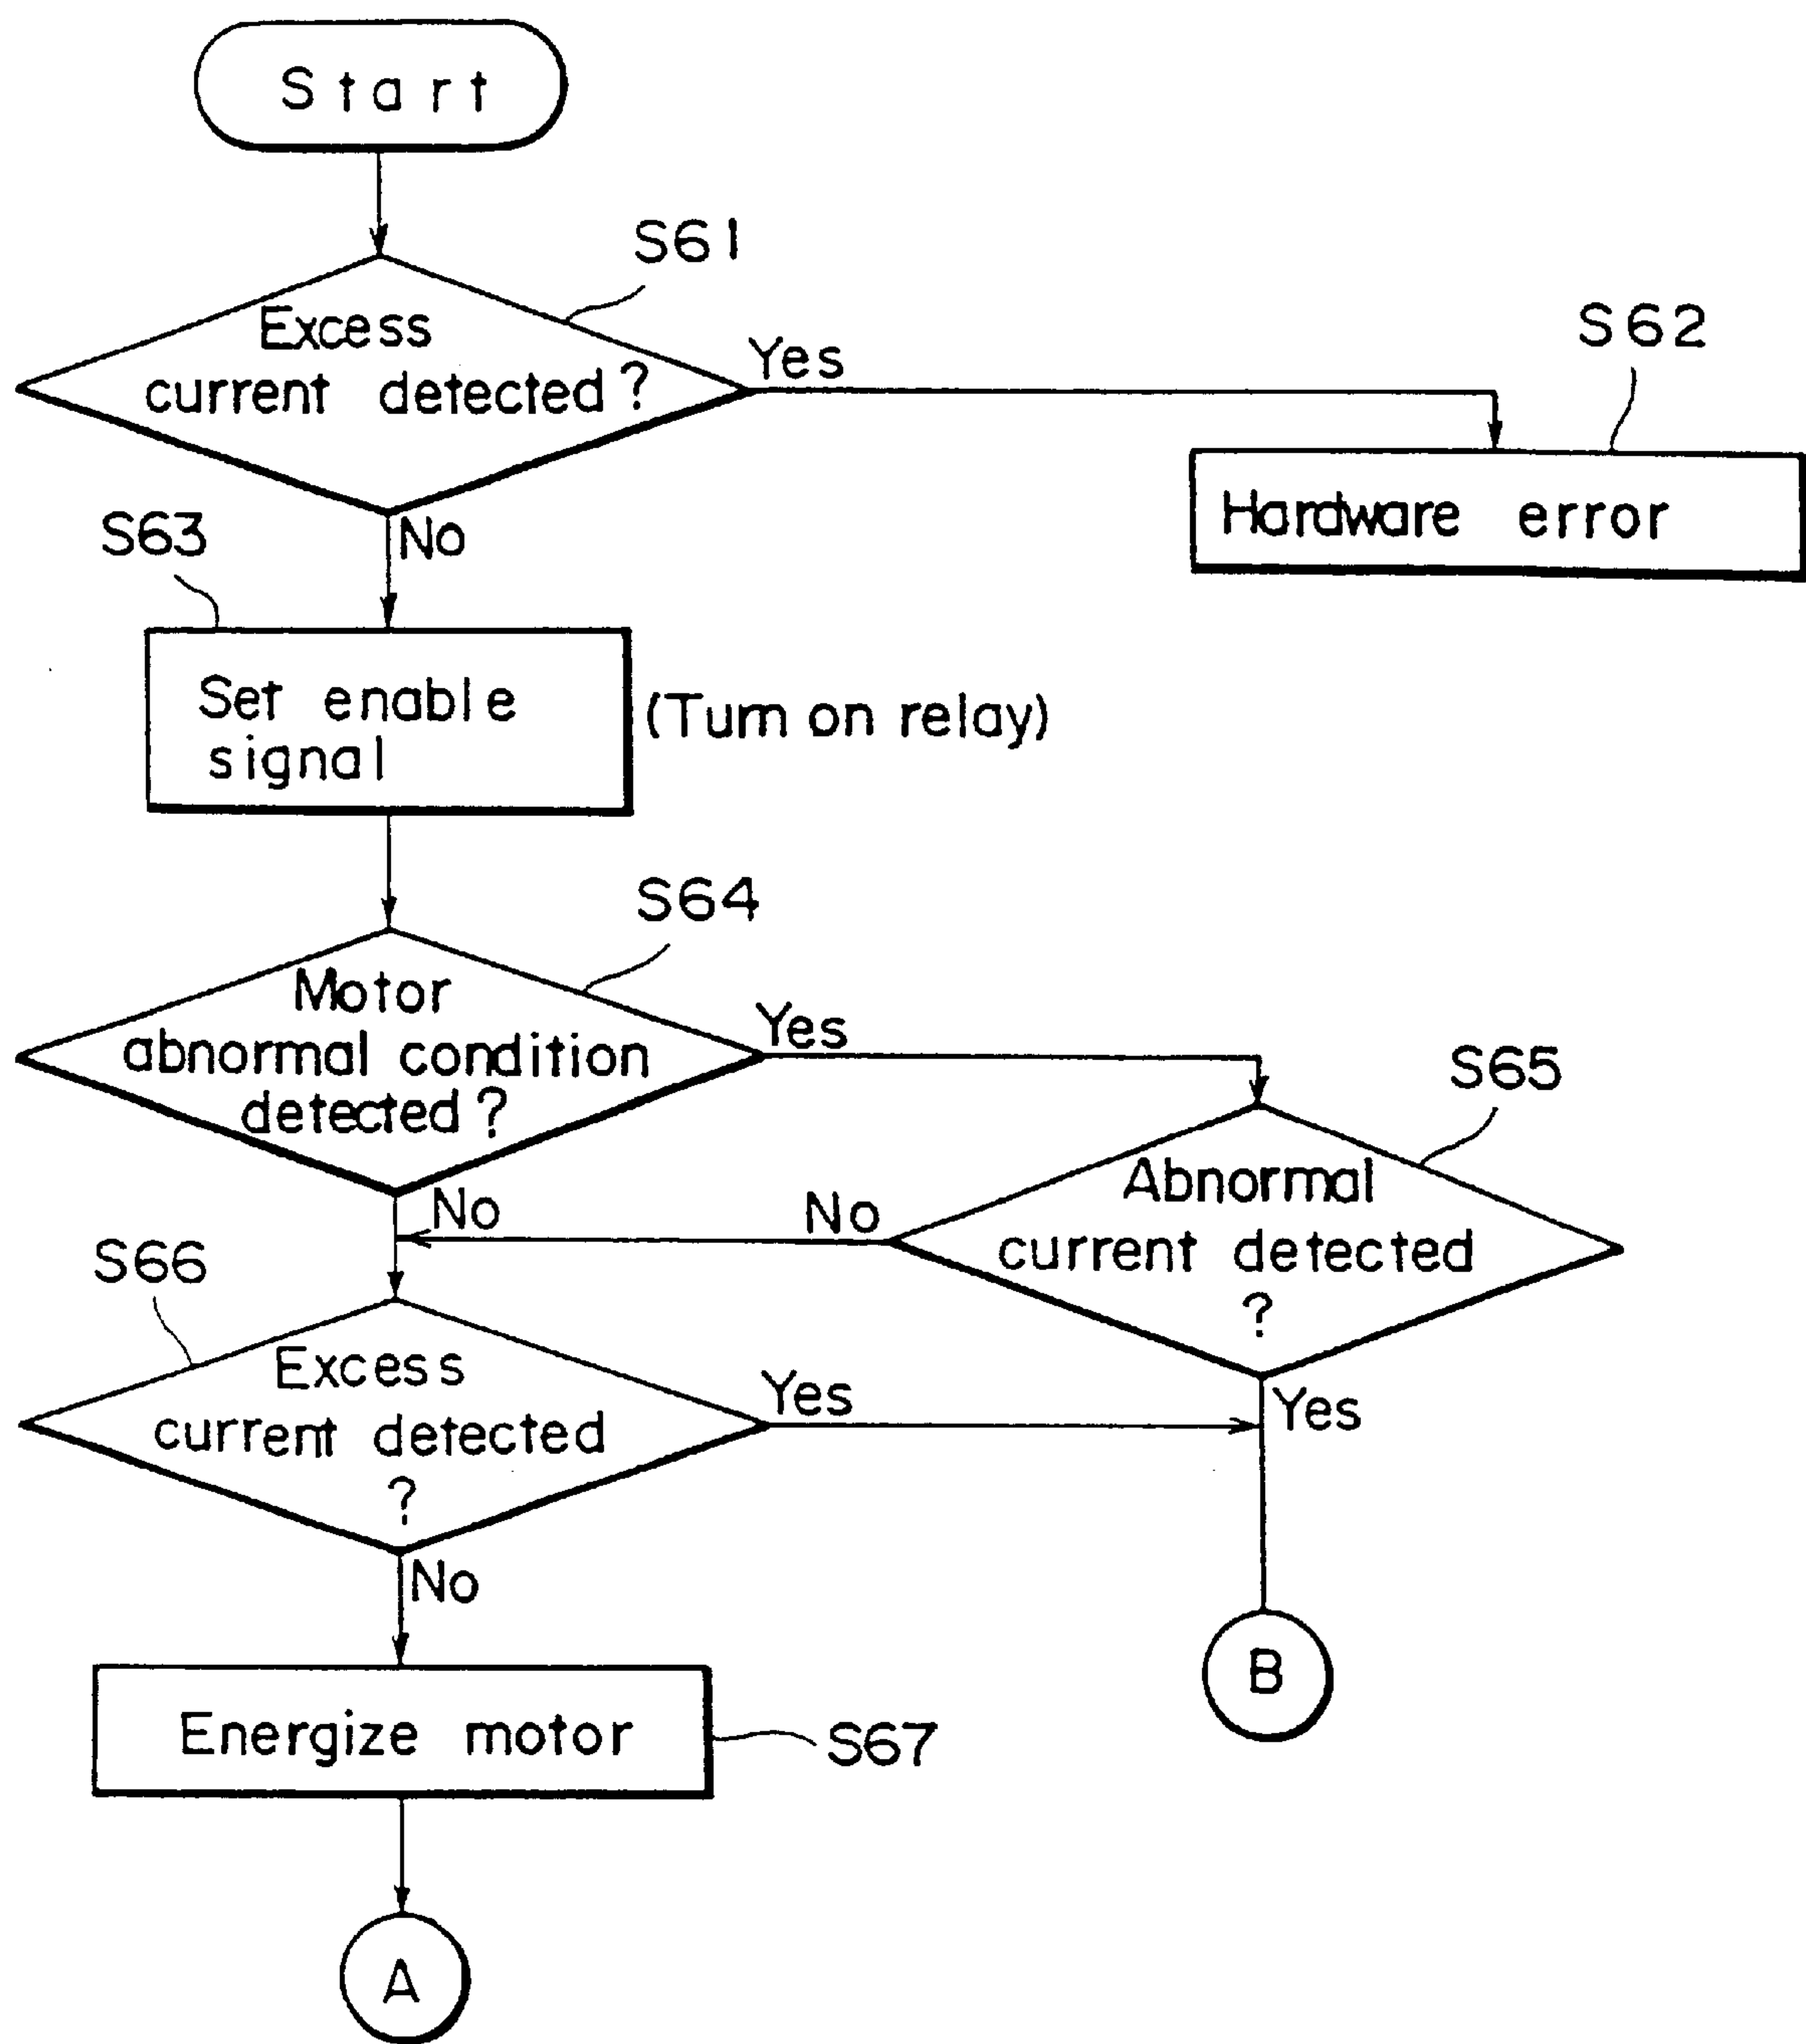 Start
S61
Excess
current detected?
Yes
S62
Hardware error
No
S63
Set enable
signal
(Turn on relay)
S64
Motor
abnormal condition
detected?
Yes
S65
Abnormal
current detected
?
No
No
Yes
S66
Excess
current detected
?
Yes
No
B
Energize motor
S67
A